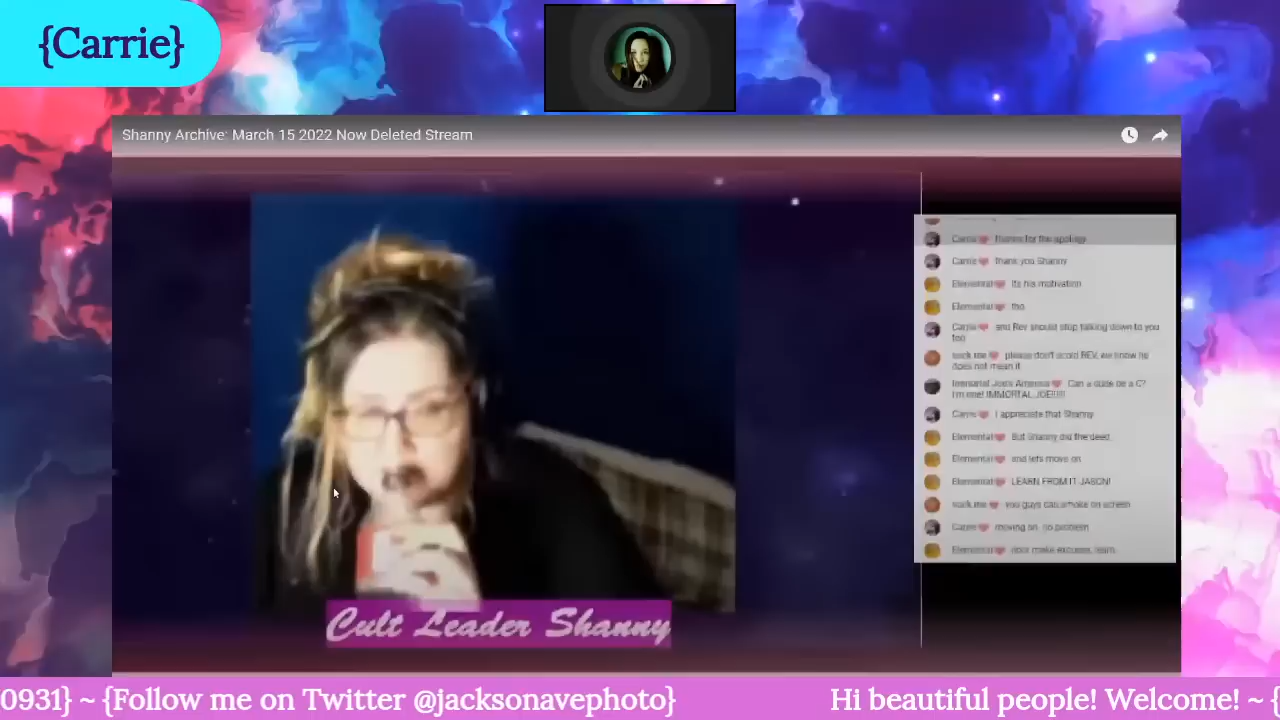 {Carrie}
Shanny Archive: March 15 2022 Now Deleted Stream
Carrie thanks for the apology
Carrie thank you Shanny
Elemental Its his motivation
Elemental tho
Carrie and Rev should stop talking down to you
too
suck me please don't scold REV, we know he
does not mean it
Immortal Joe's Can a dude be a C?
I'm one! IMMORTAL JOE!!!!!!
Carrie I appreciate that Shanny
Elemental But Shanny did the deed
Elemental and lets move on
Elemental LEARN FROM IT JASON!
suck me you guys can smoke on screen
Carrie moving on no problem
Elemental make excuses, learn
Cult Leader Shanny
0931} ~ {Follow me on Twitter @jacksonavephoto} Hi beautiful people! Welcome! ~ {